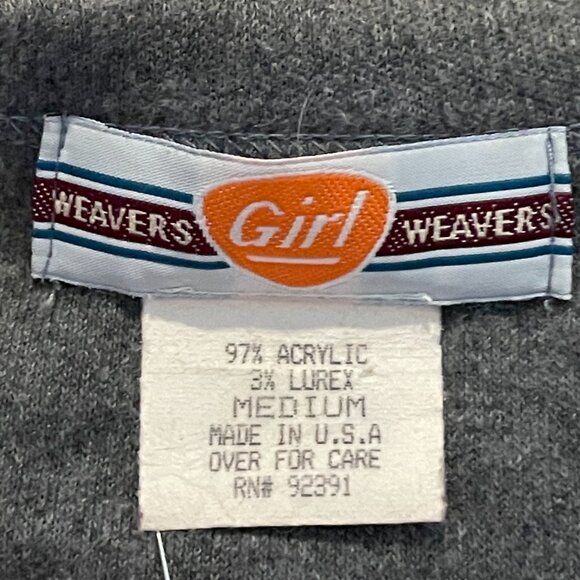 WEAVERS Girl WEAVERS
97% ACRYLIC
3% LUREX
MEDIUM
MADE IN U.S.A
OVER FOR CARE
RN# 92391